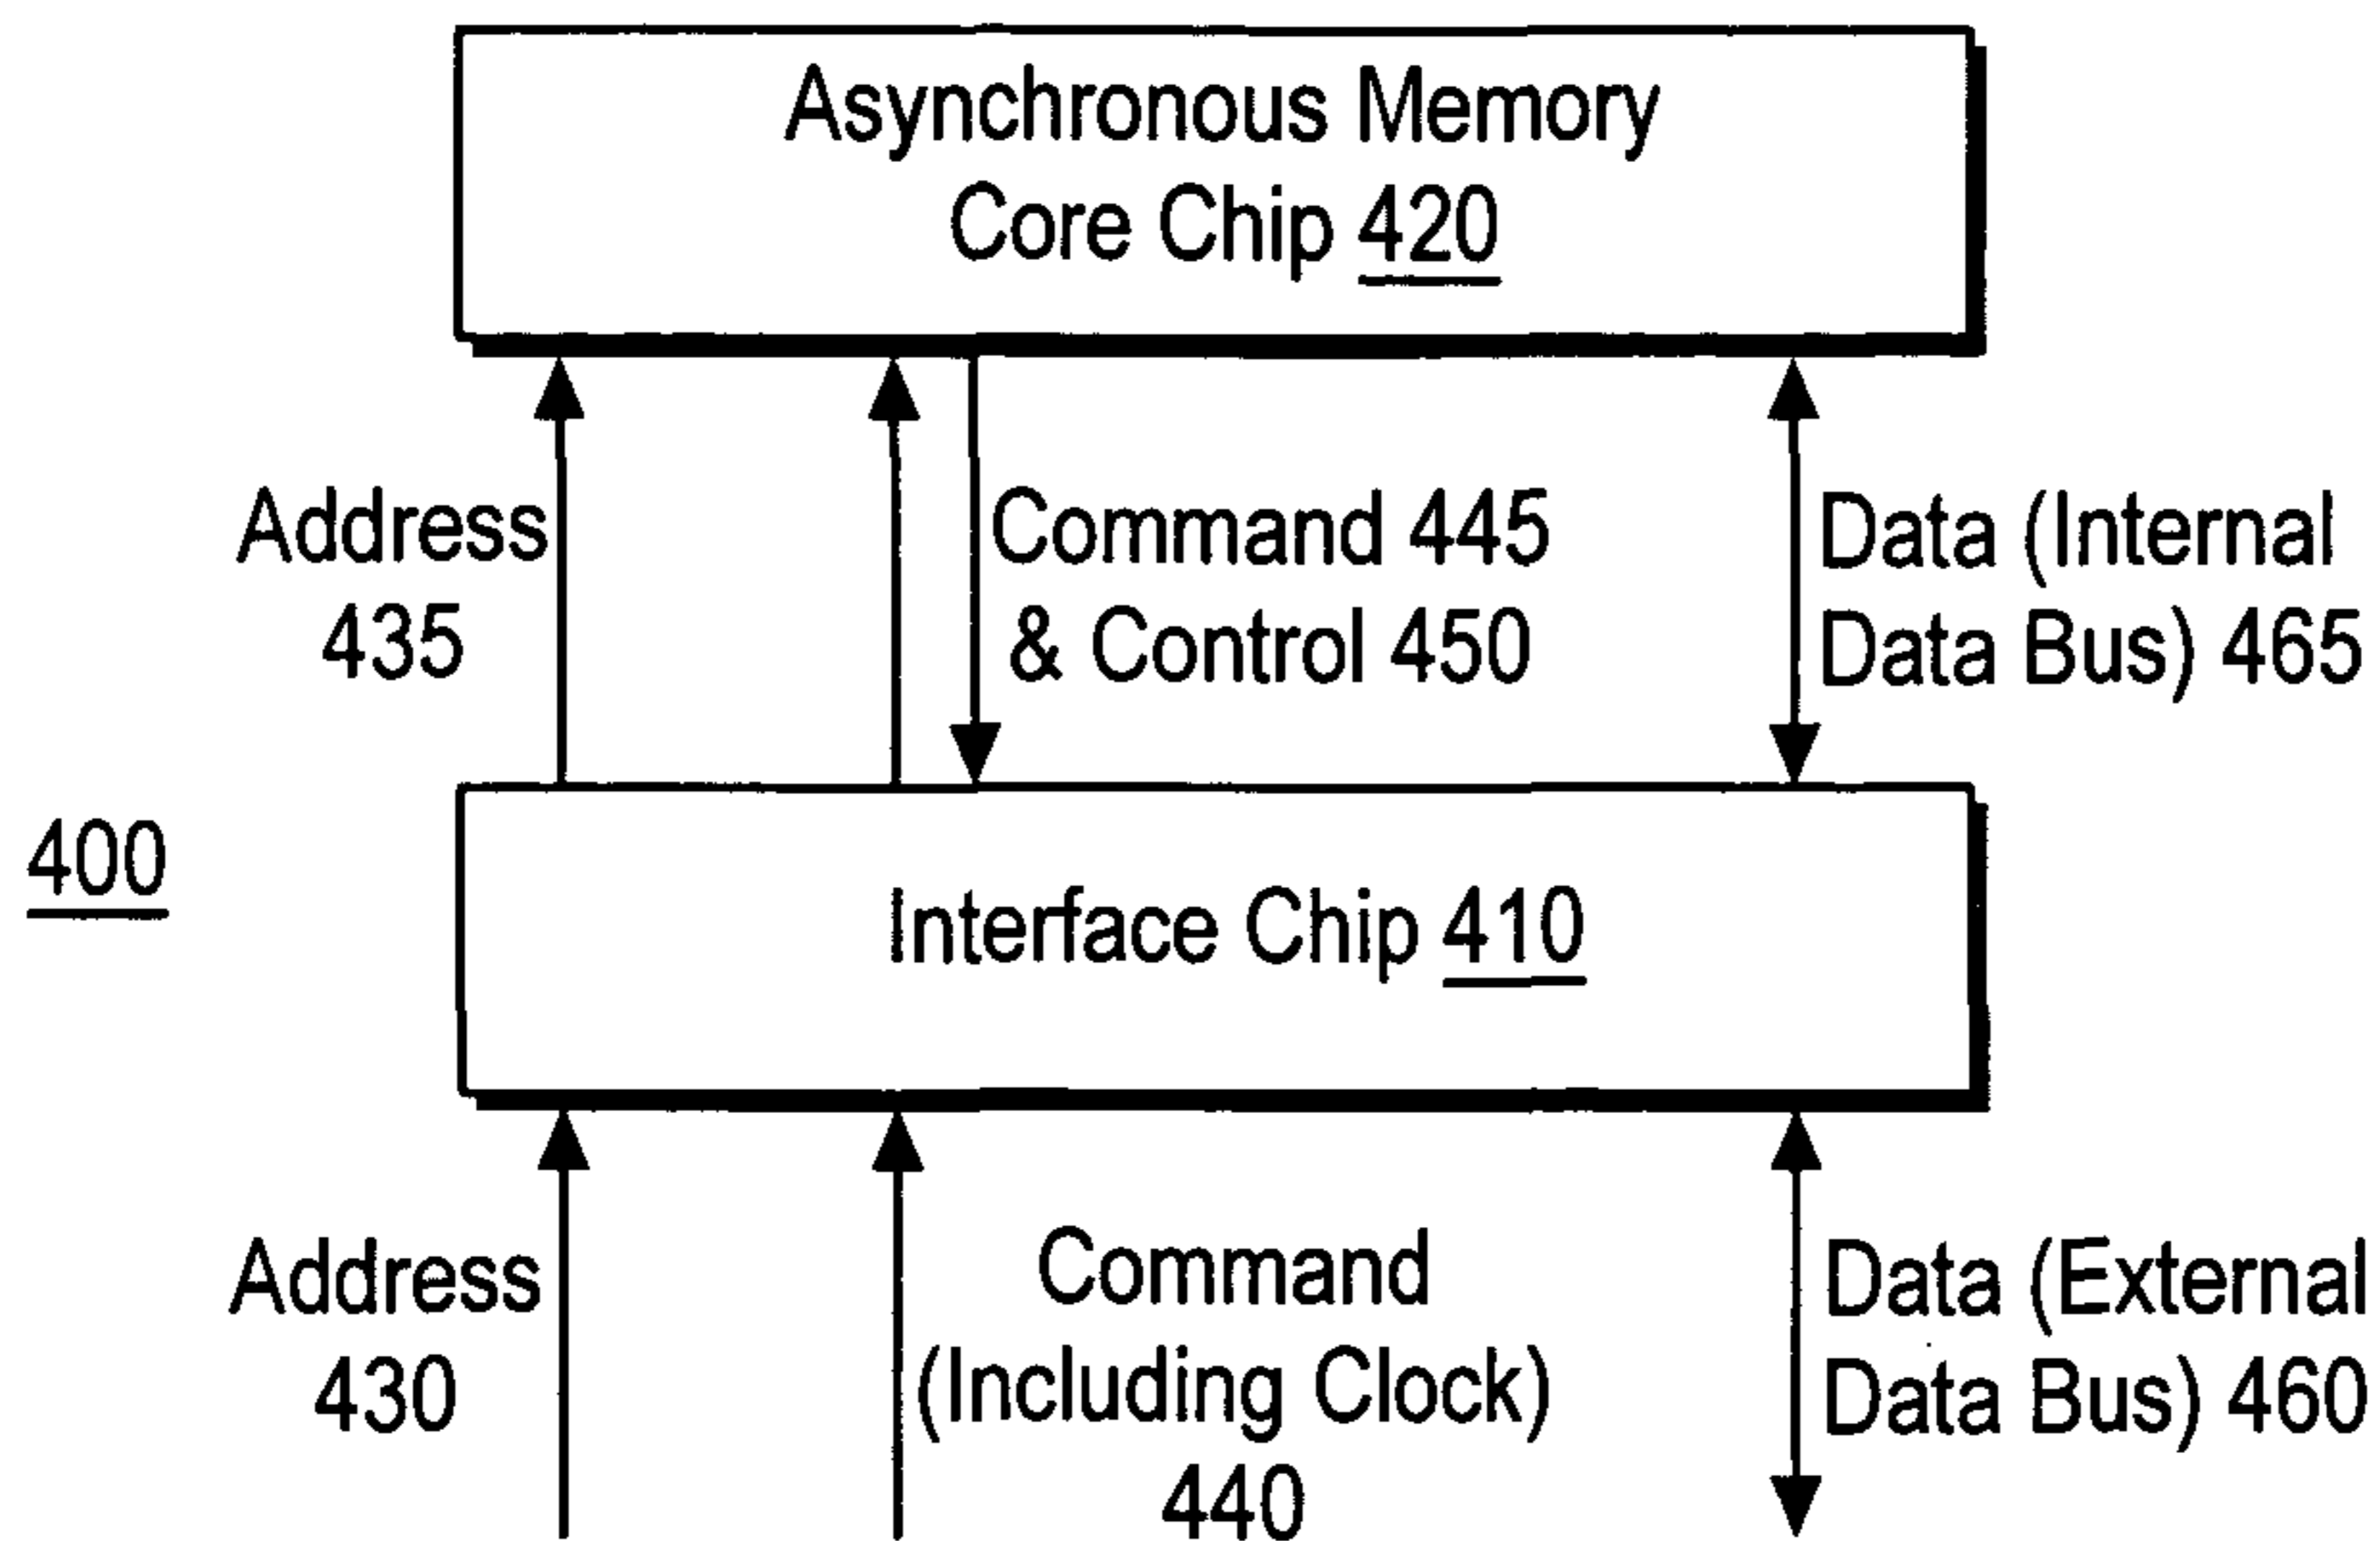 Asynchronous Memory
Core Chip 420
Address
435
Command 445
& Control 450
Data (Internal
Data Bus) 465
400
Interface Chip 410
Address
430
Command
(Including Clock)
440
Data (External
Data Bus) 460